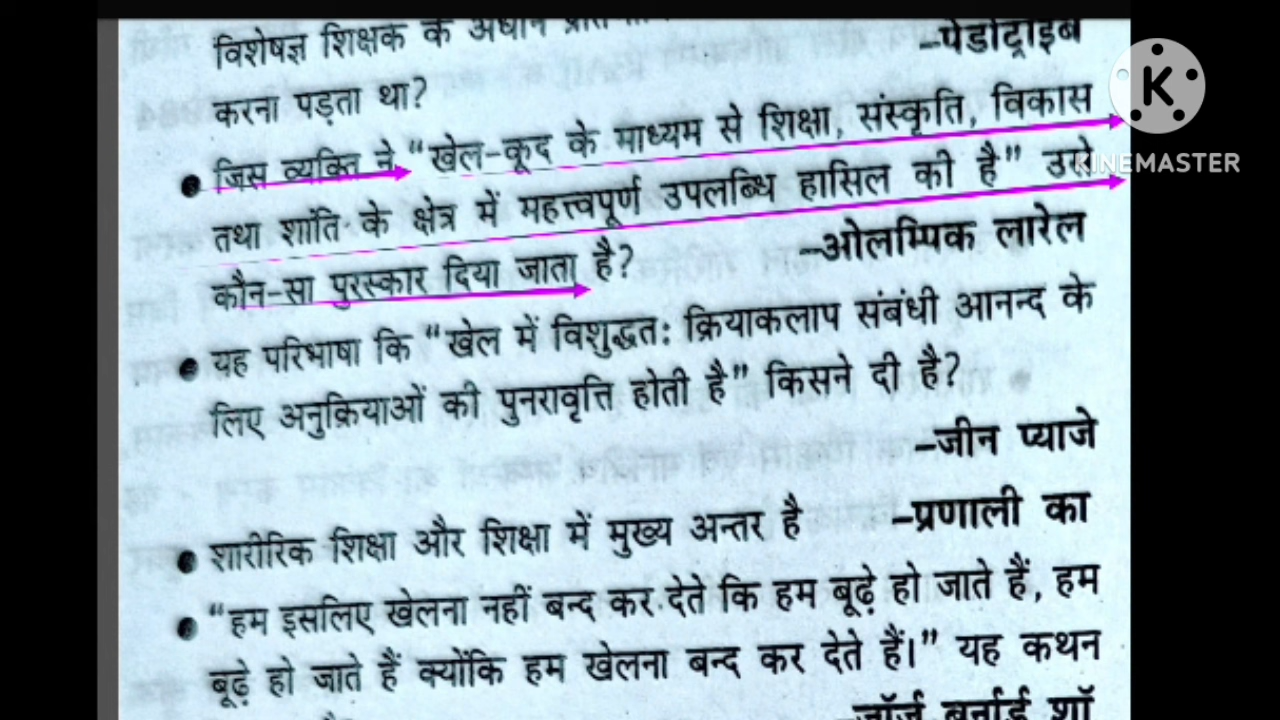 विशेषज्ञ शिक्षक के अधीन
–पेडोट्राइब
करना पड़ता था?
जिस व्यक्ति ने “खेल-कूद के माध्यम से शिक्षा, संस्कृति, विकास
तथा शांति के क्षेत्र में महत्त्वपूर्ण उपलब्धि हासिल की है” उसे
कौन-सा पुरस्कार दिया जाता है? –ओलम्पिक लारेल
यह परिभाषा कि “खेल में विशुद्धतः क्रियाकलाप संबंधी आनन्द के
लिए अनुक्रियाओं की पुनरावृत्ति होती है” किसने दी है?
–जीन प्याजे
शारीरिक शिक्षा और शिक्षा में मुख्य अन्तर है –प्रणाली का
“हम इसलिए खेलना नहीं बन्द कर देते कि हम बूढ़े हो जाते हैं, हम
बूढ़े हो जाते हैं क्योंकि हम खेलना बन्द कर देते हैं।” यह कथन
–जॉर्ज बर्नार्ड शॉ
K
KINEMASTER